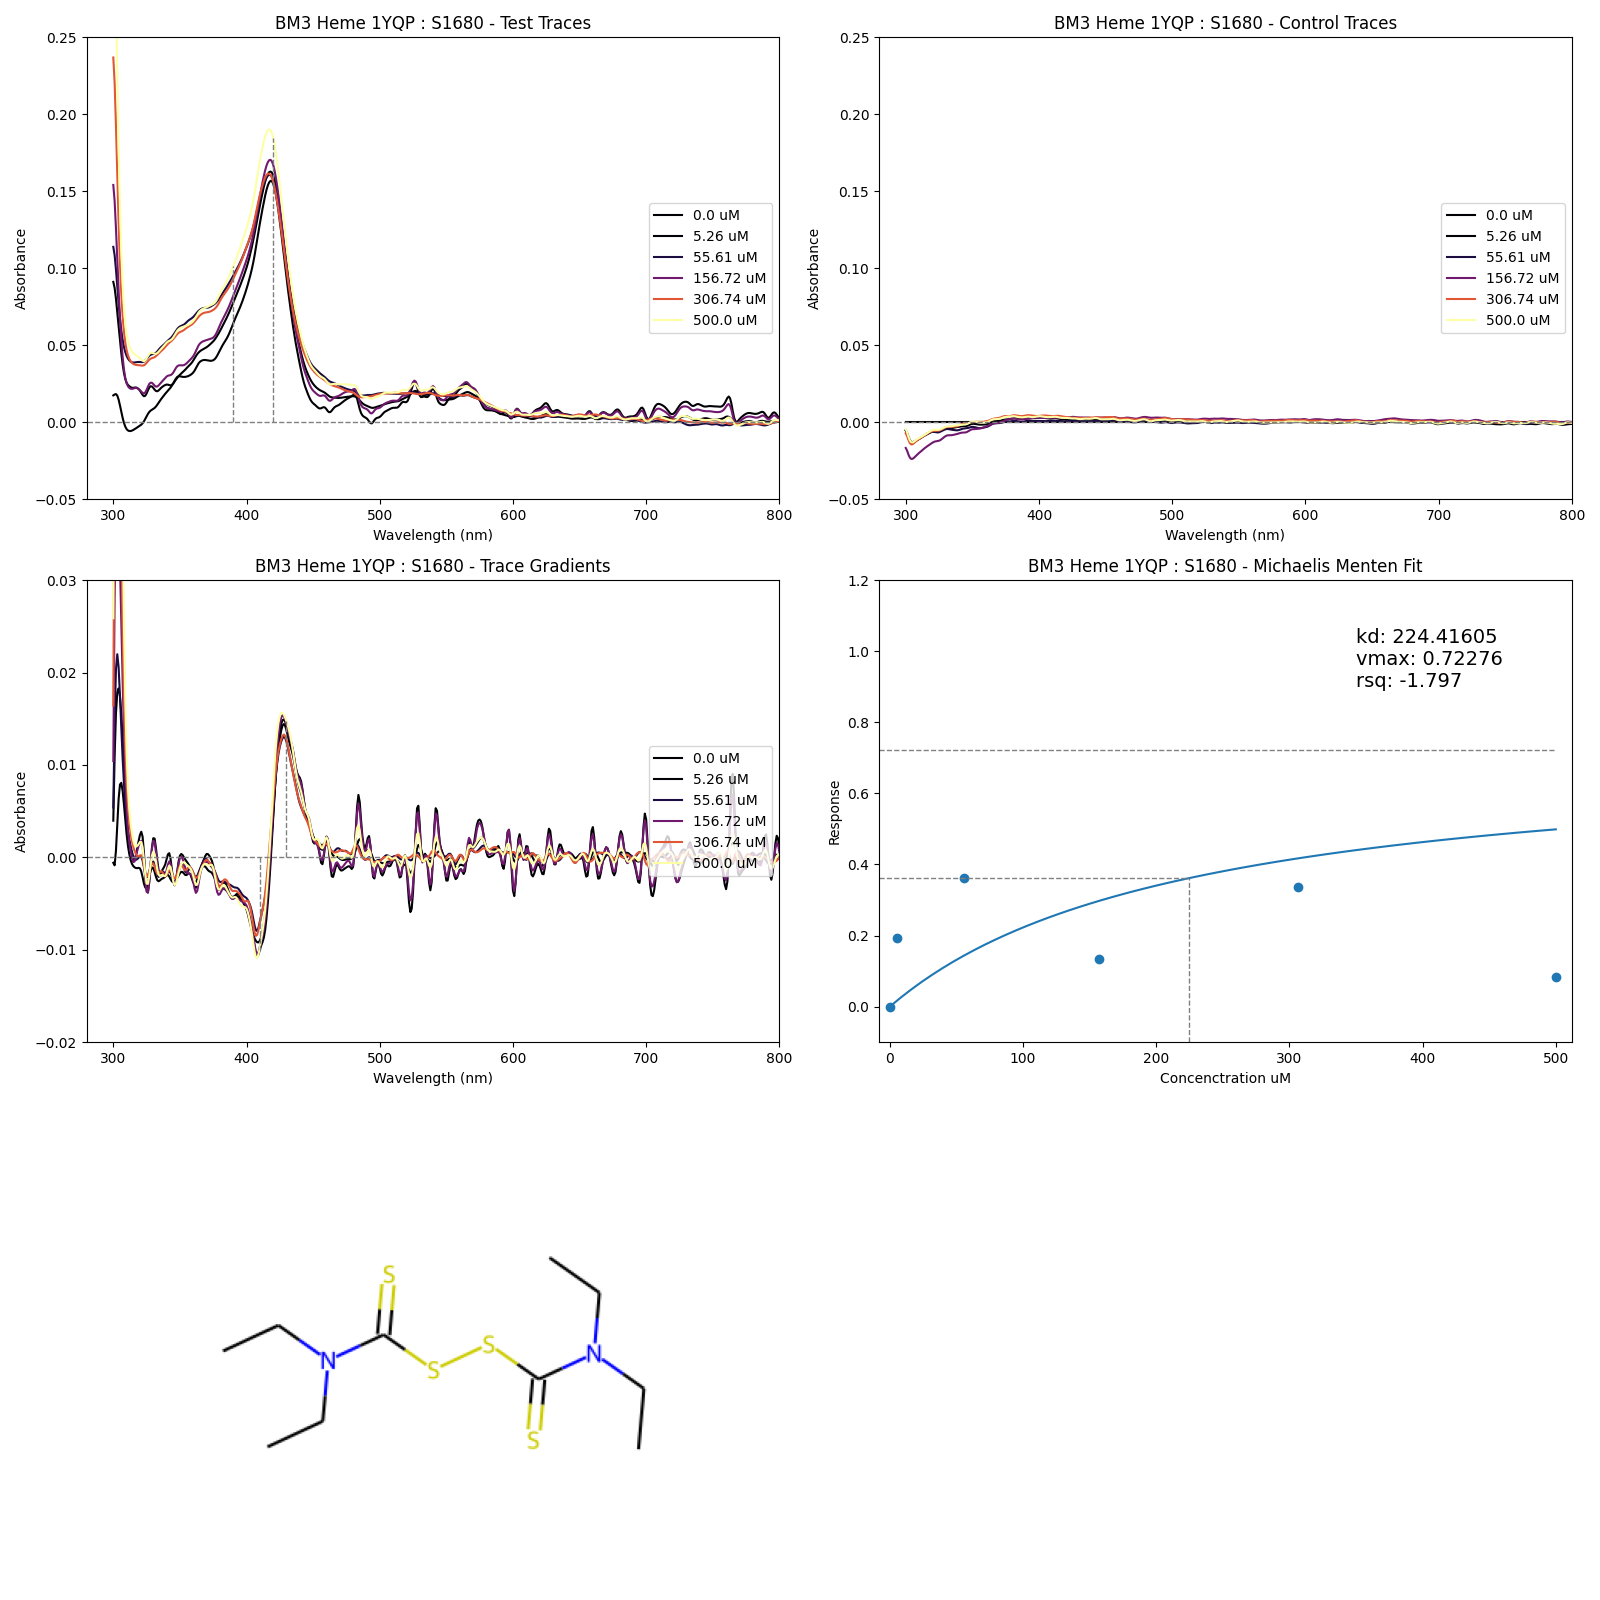 BM3 Heme 1YQP : S1680 - Test Traces
0.25
0.20
0.15
0.10
0.05
0.00
−0.05
Absorbance
300
400
500
600
700
800
Wavelength (nm)
0.0 uM
5.26 uM
55.61 uM
156.72 uM
306.74 uM
500.0 uM
BM3 Heme 1YQP : S1680 - Control Traces
0.25
0.20
0.15
0.10
0.05
0.00
−0.05
Absorbance
300
400
500
600
700
800
Wavelength (nm)
0.0 uM
5.26 uM
55.61 uM
156.72 uM
306.74 uM
500.0 uM
BM3 Heme 1YQP : S1680 - Trace Gradients
0.03
0.02
0.01
0.00
−0.01
−0.02
Absorbance
300
400
500
600
700
800
Wavelength (nm)
0.0 uM
5.26 uM
55.61 uM
156.72 uM
306.74 uM
500.0 uM
BM3 Heme 1YQP : S1680 - Michaelis Menten Fit
1.2
1.0
0.8
0.6
0.4
0.2
0.0
Response
0
100
200
300
400
500
Concenctration uM
kd: 224.41605
vmax: 0.72276
rsq: -1.797
S
N
S
S
N
S